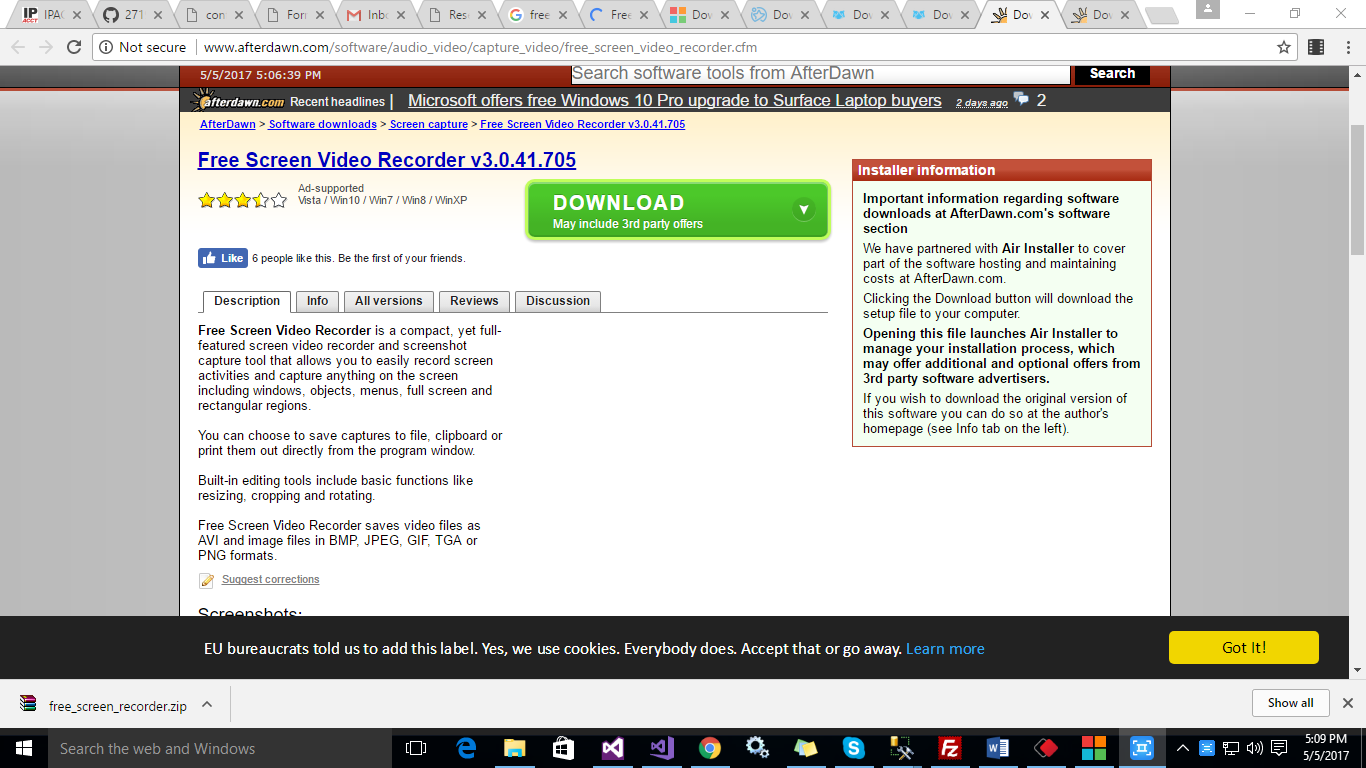 IP
ACCT
IPAC
271
con
For
Inbo
Res
free
Free
Dov
Dov
Dov
Dov
Dov
Dov
Not secure www.afterdawn.com/software/audio_video/capture_video/free_screen_video_recorder.cfm
5/5/2017 5:06:39 PM
Search software tools from AfterDawn
Search
afterdawn.com Recent headlines | Microsoft offers free Windows 10 Pro upgrade to Surface Laptop buyers 2 days ago 2
AfterDawn > Software downloads > Screen capture > Free Screen Video Recorder v3.0.41.705
Free Screen Video Recorder v3.0.41.705
Ad-supported
Vista / Win10 / Win7 / Win8 / WinXP
DOWNLOAD
May include 3rd party offers
Like 6 people like this. Be the first of your friends.
Description Info All versions Reviews Discussion
Free Screen Video Recorder is a compact, yet full-
featured screen video recorder and screenshot
capture tool that allows you to easily record screen
activities and capture anything on the screen
including windows, objects, menus, full screen and
rectangular regions.
You can choose to save captures to file, clipboard or
print them out directly from the program window.
Built-in editing tools include basic functions like
resizing, cropping and rotating.
Free Screen Video Recorder saves video files as
AVI and image files in BMP, JPEG, GIF, TGA or
PNG formats.
Suggest corrections
Screenshots:
Installer information
Important information regarding software
downloads at AfterDawn.com's software
section
We have partnered with Air Installer to cover
part of the software hosting and maintaining
costs at AfterDawn.com.
Clicking the Download button will download the
setup file to your computer.
Opening this file launches Air Installer to
manage your installation process, which
may offer additional and optional offers from
3rd party software advertisers.
If you wish to download the original version of
this software you can do so at the author's
homepage (see Info tab on the left).
EU bureaucrats told us to add this label. Yes, we use cookies. Everybody does. Accept that or go away. Learn more
Got It!
free_screen_recorder.zip
Show all
Search the web and Windows
5:09 PM
5/5/2017